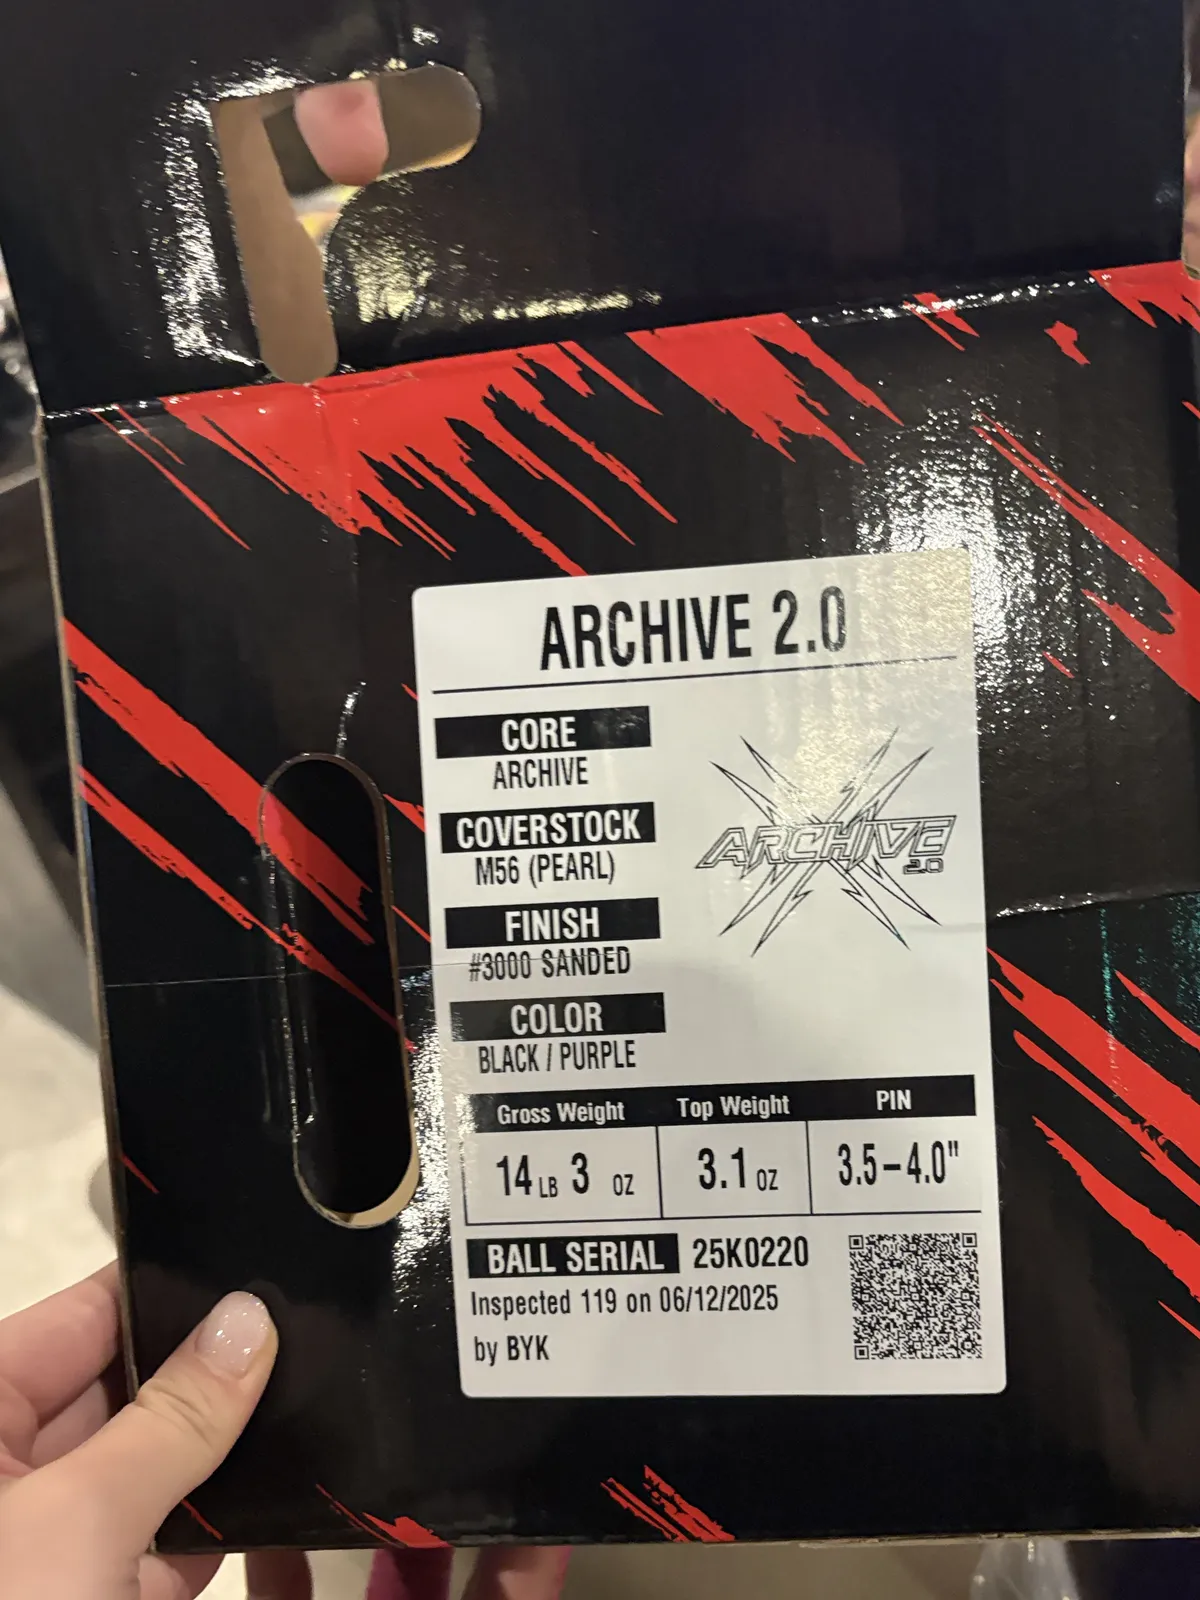 ARCHIVE 2.0
CORE
ARCHIVE
COVERSTOCK
M56 (PEARL)
FINISH
#3000 SANDED
COLOR
BLACK / PURPLE
ARCHIVE
2.0
Gross Weight Top Weight PIN
14 LB 3 OZ 3.1 OZ 3.5-4.0"
BALL SERIAL 25K0220
Inspected 119 on 06/12/2025
by BYK